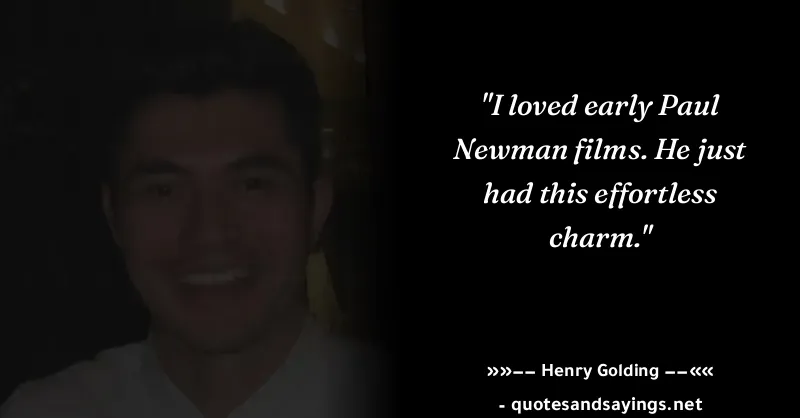 "I loved early Paul
Newman films. He just
had this effortless
charm."
»»―― Henry Golding ――««
- quotesandsayings.net